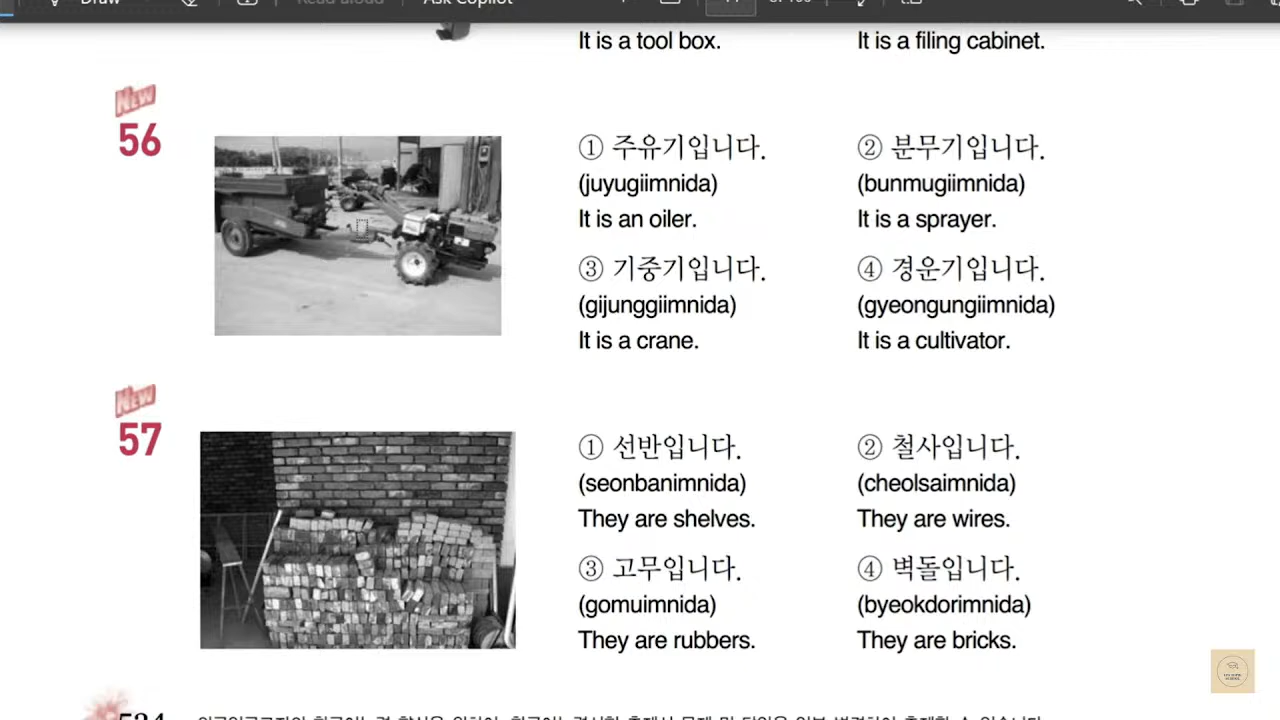 Draw
Read aloud
Ask Copilot
It is a tool box.
It is a filing cabinet.
NEW
56
① 주유기입니다.
(juyugiimnida)
It is an oiler.
② 분무기입니다.
(bunmugiimnida)
It is a sprayer.
③ 기중기입니다.
(gijunggiimnida)
It is a crane.
④ 경운기입니다.
(gyeongungiimnida)
It is a cultivator.
NEW
57
① 선반입니다.
(seonbanimnida)
They are shelves.
② 철사입니다.
(cheolsaimnida)
They are wires.
③ 고무입니다.
(gomuimnida)
They are rubbers.
④ 벽돌입니다.
(byeokdorimnida)
They are bricks.